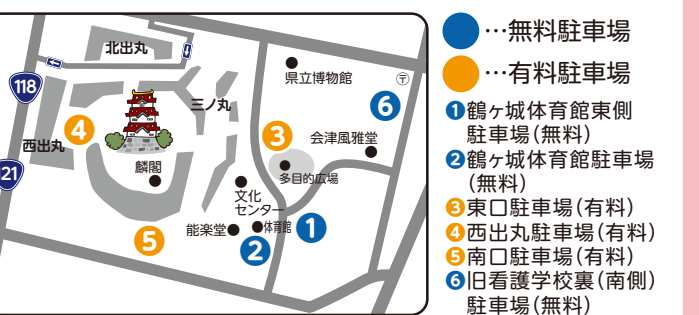 北出丸
118
県立博物館
〒
三ノ丸
6
4
3
会津風雅堂
西出丸
21
麟閣
多目的広場
文化
センター
能楽堂
体育館
1
5
2
…無料駐車場
…有料駐車場
1鶴ヶ城体育館東側
駐車場(無料)
2鶴ヶ城体育館駐車場
(無料)
3東口駐車場(有料)
4西出丸駐車場(有料)
5南口駐車場(有料)
6旧看護学校裏(南側)
駐車場(無料)